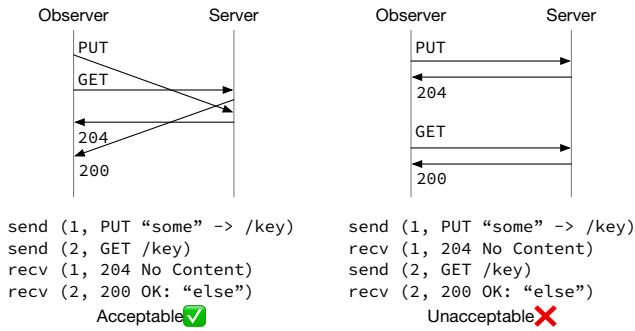 Observer
Server
PUT
GET
204
200
send (1, PUT “some” -> /key)
send (2, GET /key)
recv (1, 204 No Content)
recv (2, 200 OK: “else”)
Acceptable✅
Observer
Server
PUT
204
GET
200
send (1, PUT “some” -> /key)
recv (1, 204 No Content)
send (2, GET /key)
recv (2, 200 OK: “else”)
Unacceptable❌